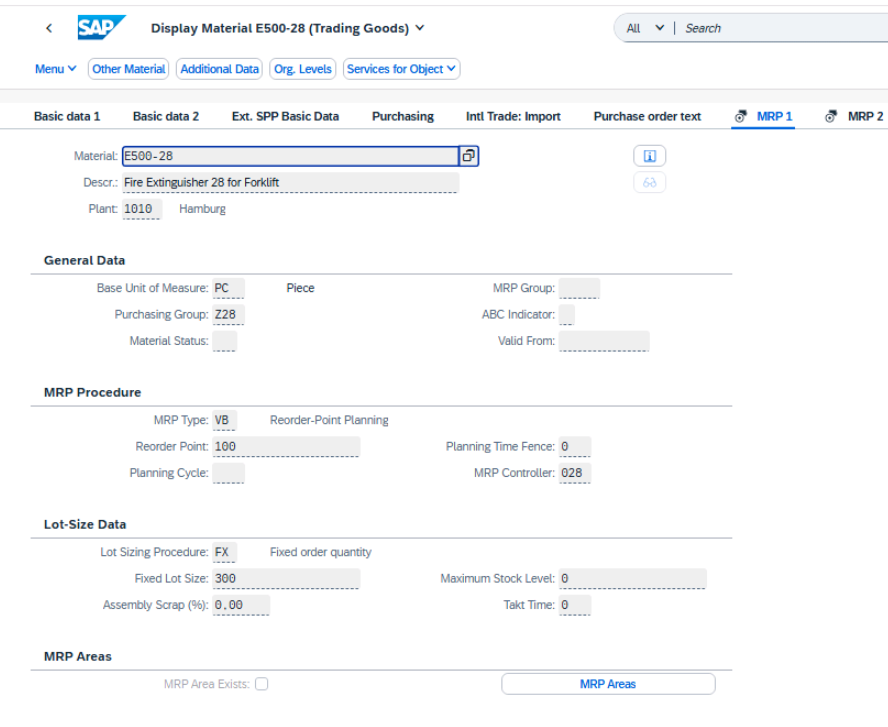 SAP Display Material E500-28 (Trading Goods) All Search
Menu Other Material Additional Data Org. Levels Services for Object
Basic data 1 Basic data 2 Ext. SPP Basic Data Purchasing Intl Trade: Import Purchase order text MRP 1 MRP 2
Material: E500-28
Descr.: Fire Extinguisher 28 for Forklift
Plant: 1010 Hamburg
General Data
Base Unit of Measure: PC Piece MRP Group:
Purchasing Group: Z28 ABC Indicator:
Material Status: Valid From:
MRP Procedure
MRP Type: VB Reorder-Point Planning
Reorder Point: 100 Planning Time Fence: 0
Planning Cycle: MRP Controller: 028
Lot-Size Data
Lot Sizing Procedure: FX Fixed order quantity
Fixed Lot Size: 300 Maximum Stock Level: 0
Assembly Scrap (%): 0.00 Takt Time: 0
MRP Areas
MRP Area Exists: MRP Areas